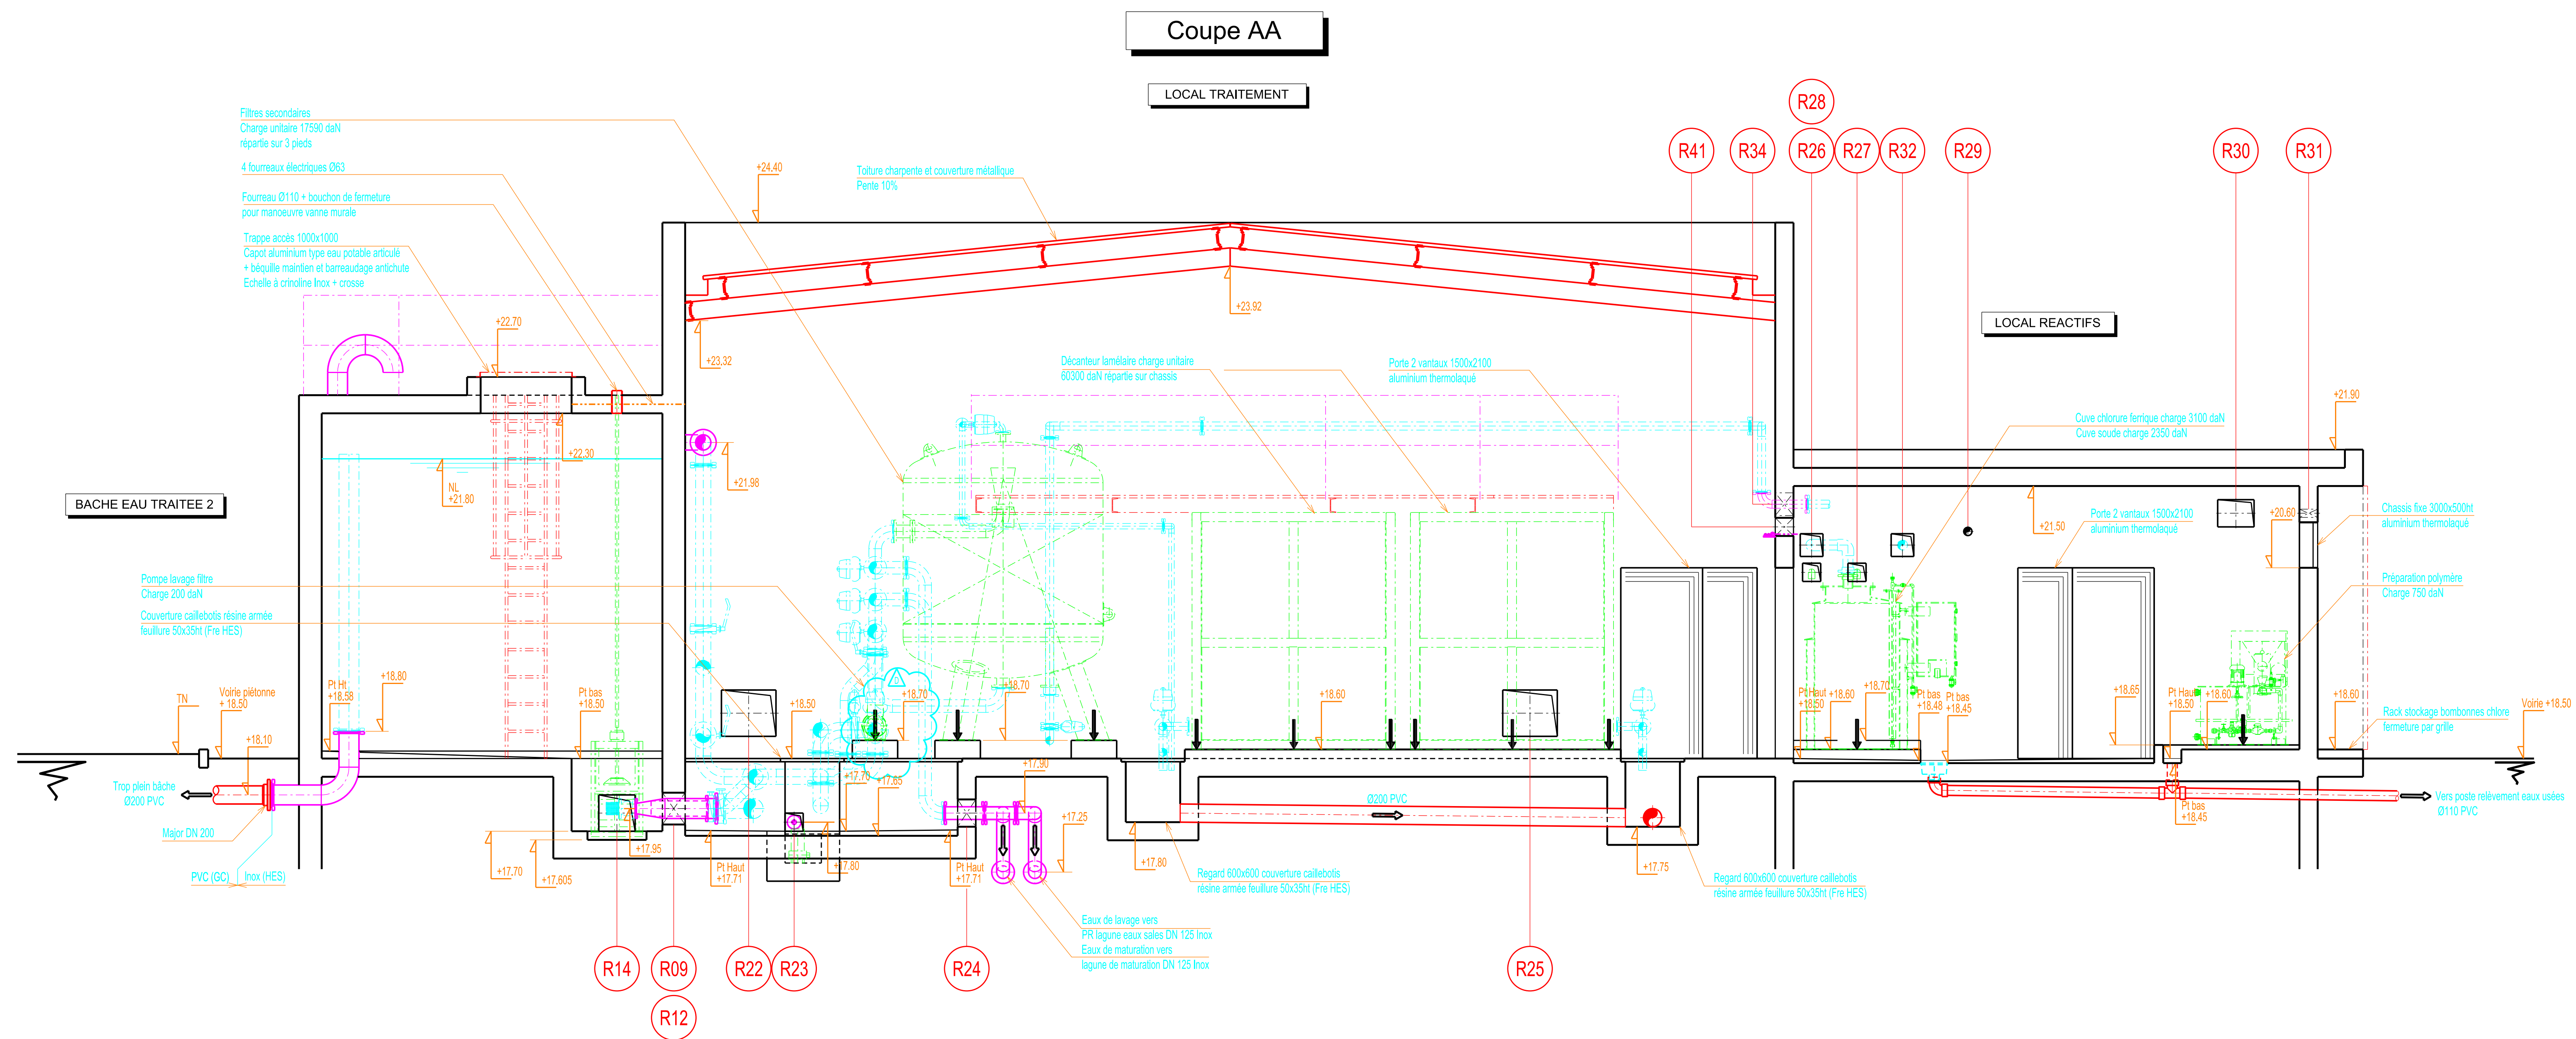 Coupe AA
LOCAL TRAITEMENT
R28
R41
R34
R26
R27
R32
R29
R30
R31
Filtres secondaires
Charge unitaire 17590 daN
répartie sur 3 pieds
4 fourreaux électriques Ø63
Fourreau Ø110 + bouchon de fermeture
pour manoeuvre vanne murale
Trappe accès 1000x1000
Capot aluminium type eau potable articulé
+ béquille maintien et barreaudage antichute
Echelle à crinoline Inox + crosse
+24.40
Toiture charpente et couverture métallique
Pente 10%
+23.92
+23.32
+22.70
LOCAL REACTIFS
Décanteur lamélaire charge unitaire
60300 daN répartie sur chassis
Porte 2 vantaux 1500x2100
aluminium thermolaqué
+21.90
Cuve chlorure ferrique charge 3100 daN
Cuve soude charge 2350 daN
+22.30
+21.98
NL
+21.80
BACHE EAU TRAITEE 2
+21.50
Porte 2 vantaux 1500x2100
aluminium thermolaqué
+20.60
Chassis fixe 3000x500ht
aluminium thermolaqué
Pompe lavage filtre
Charge 200 daN
Couverture caillebotis résine armée
feuillure 50x35ht (Fre HES)
Préparation polymère
Charge 750 daN
TN
Voirie piétonne
+ 18.50
Pt Ht
+18.58
+18.80
Pt bas
+18.50
+18.50
D
+18.70
+18.70
+18.60
Pt Haut
+18.50
+18.60
+18.70
Pt bas
+18.48
Pt bas
+18.45
+18.65
Pt Haut
+18.50
+18.60
+18.60
Rack stockage bombonnes chlore
fermeture par grille
Voirie +18.50
+18.10
Trop plein bâche
Ø200 PVC
Major DN 200
PVC (GC)
Inox (HES)
+17.70
+17.605
+17.95
Pt Haut
+17.71
+17.80
+17.70
+17.65
Pt Haut
+17.71
+17.90
+17.25
+17.80
Ø200 PVC
+17.75
Regard 600x600 couverture caillebotis
résine armée feuillure 50x35ht (Fre HES)
Regard 600x600 couverture caillebotis
résine armée feuillure 50x35ht (Fre HES)
Pt bas
+18.45
Vers poste relèvement eaux usées
Ø110 PVC
Eaux de lavage vers
PR lagune eaux sales DN 125 Inox
Eaux de maturation vers
lagune de maturation DN 125 Inox
R14
R09
R22
R23
R24
R25
R12